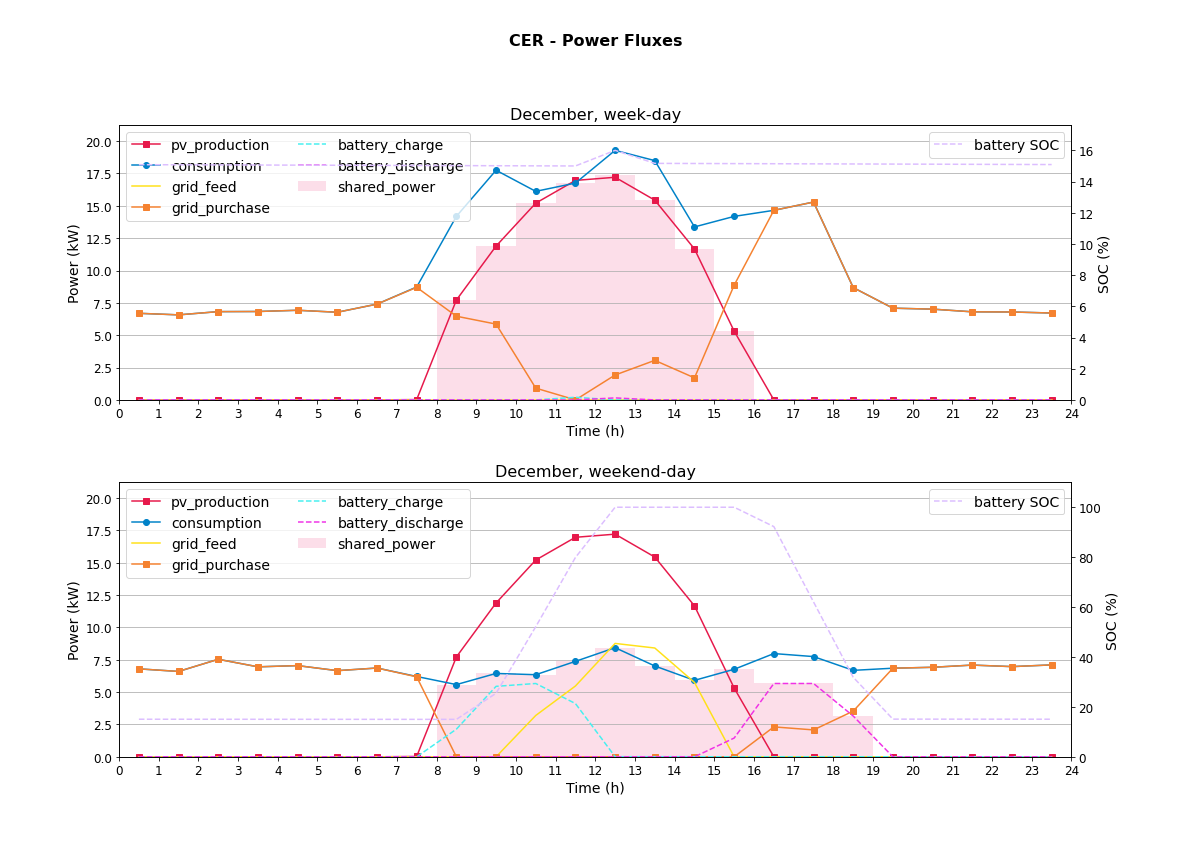 CER - Power Fluxes
December, week-day
pv_production
consumption
grid_feed
grid_purchase
battery_charge
battery_discharge
shared_power
battery SOC
20.0
17.5
15.0
12.5
10.0
7.5
5.0
2.5
0.0
Power (kW)
16
14
12
10
8
6
4
2
0
SOC (%)
0 1 2 3 4 5 6 7 8 9 10 11 12 13 14 15 16 17 18 19 20 21 22 23 24
Time (h)
December, weekend-day
pv_production
consumption
grid_feed
grid_purchase
battery_charge
battery_discharge
shared_power
battery SOC
20.0
17.5
15.0
12.5
10.0
7.5
5.0
2.5
0.0
Power (kW)
100
80
60
40
20
0
SOC (%)
0 1 2 3 4 5 6 7 8 9 10 11 12 13 14 15 16 17 18 19 20 21 22 23 24
Time (h)